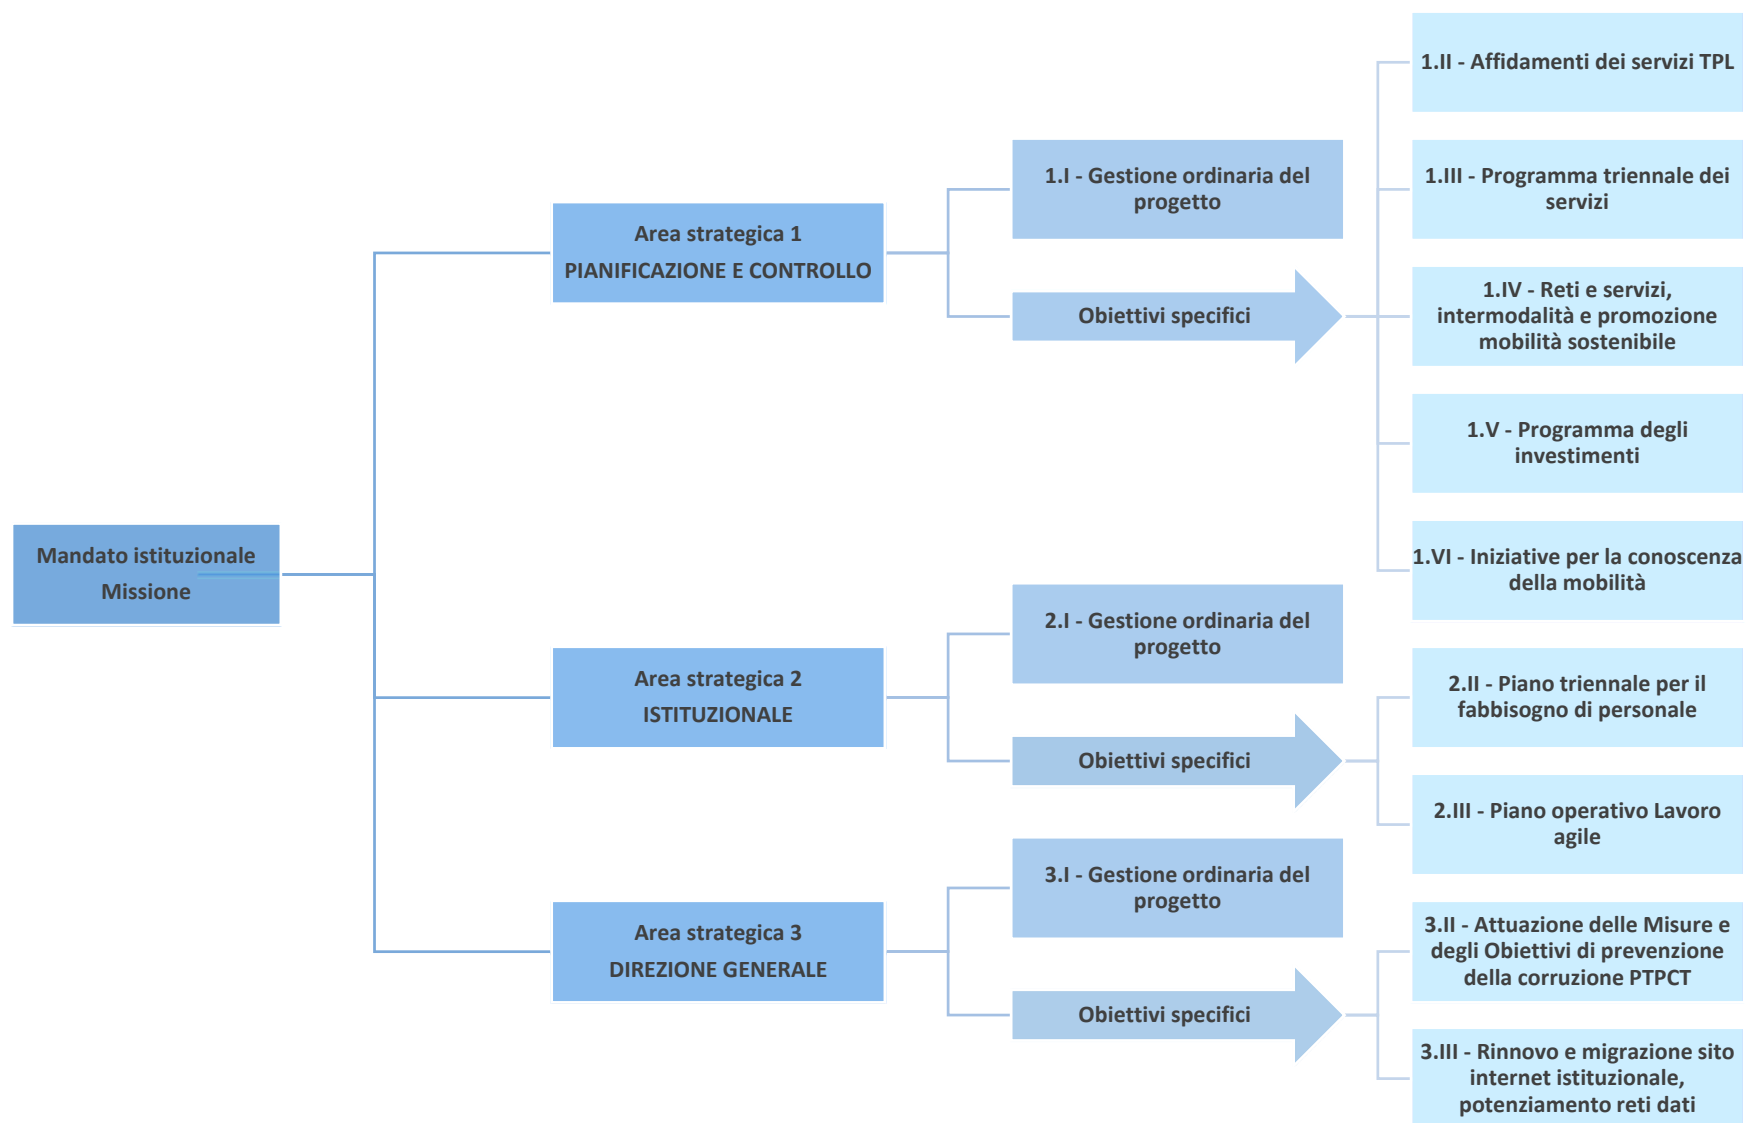 Mandato istituzionale
Missione
Area strategica 1
PIANIFICAZIONE E CONTROLLO
1.I - Gestione ordinaria del
progetto
Obiettivi specifici
1.II - Affidamenti dei servizi TPL
1.III - Programma triennale dei
servizi
1.IV - Reti e servizi,
intermodalità e promozione
mobilità sostenibile
1.V - Programma degli
investimenti
1.VI - Iniziative per la conoscenza
della mobilità
Area strategica 2
ISTITUZIONALE
2.I - Gestione ordinaria del
progetto
Obiettivi specifici
2.II - Piano triennale per il
fabbisogno di personale
2.III - Piano operativo Lavoro
agile
Area strategica 3
DIREZIONE GENERALE
3.I - Gestione ordinaria del
progetto
Obiettivi specifici
3.II - Attuazione delle Misure e
degli Obiettivi di prevenzione
della corruzione PTPCT
3.III - Rinnovo e migrazione sito
internet istituzionale,
potenziamento reti dati